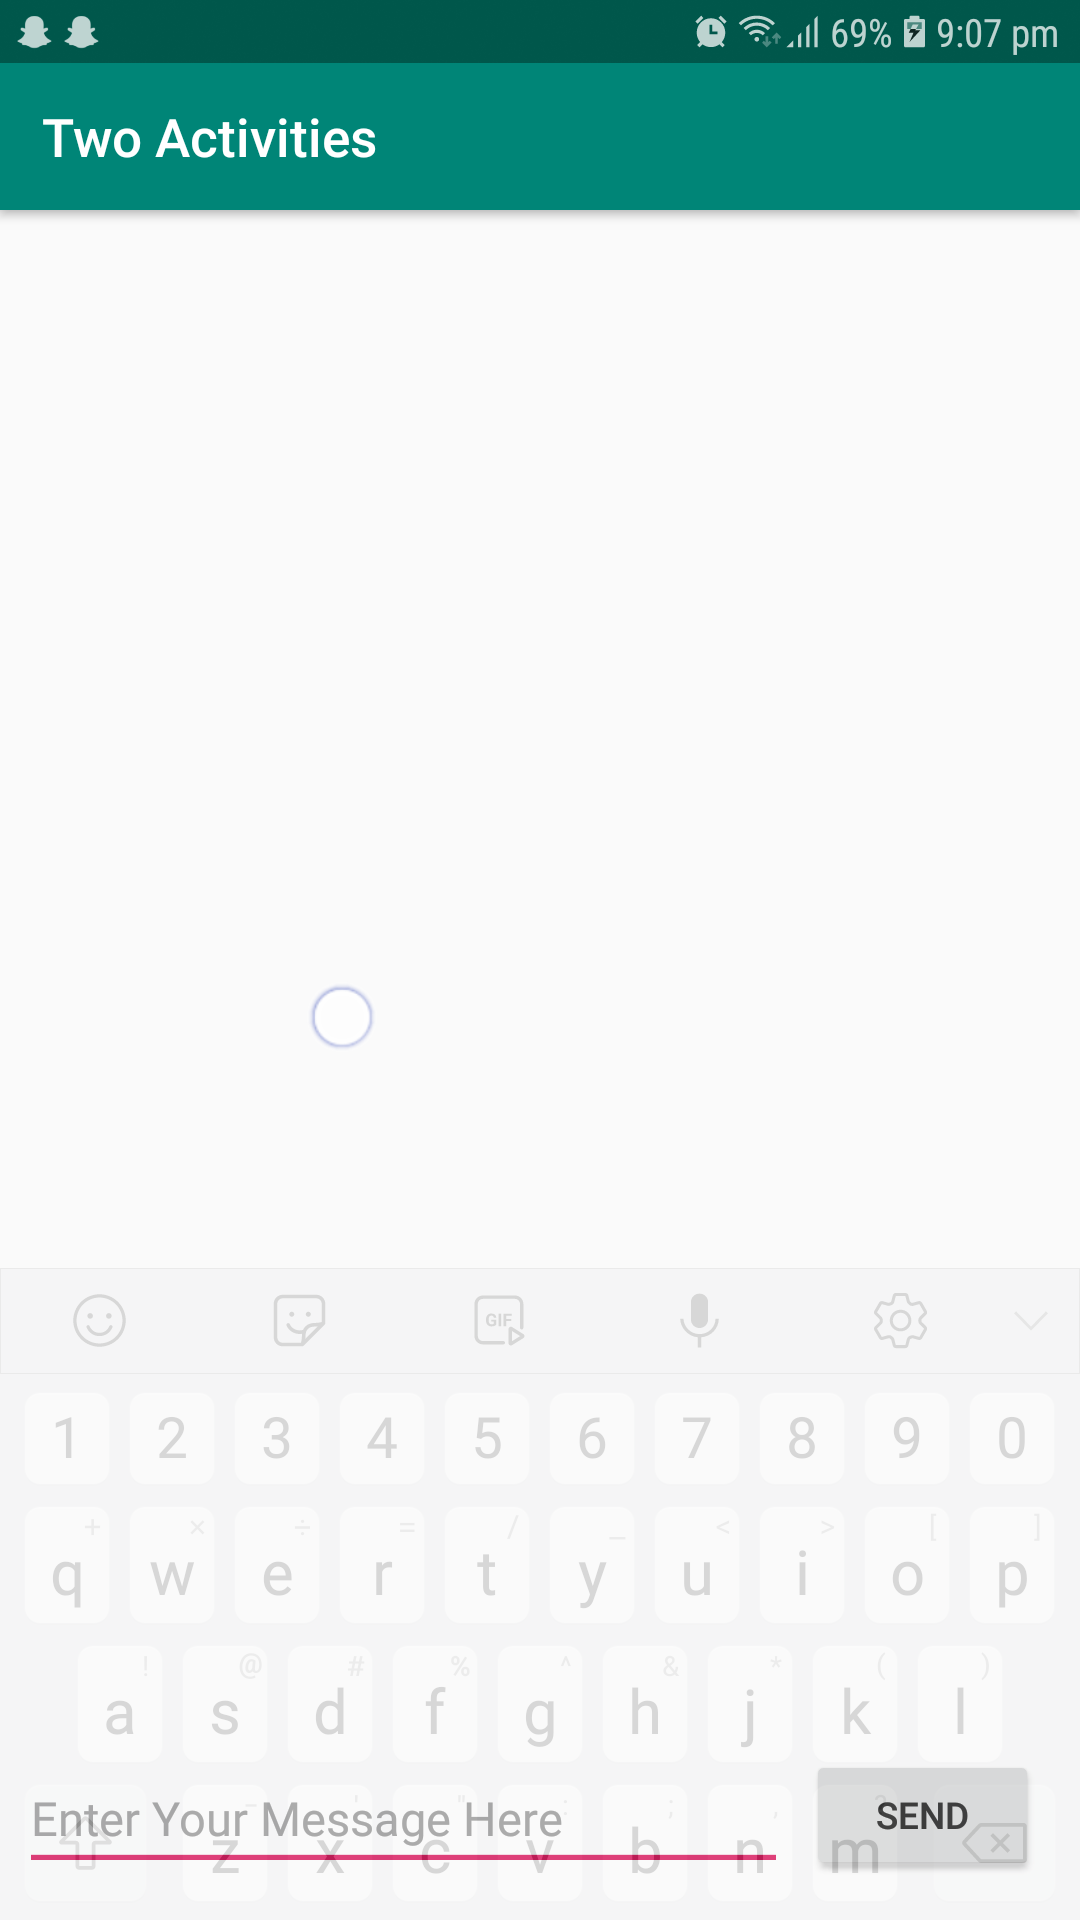 69% 9:07 pm
Two Activities
GIF
1 2 3 4 5 6 7 8 9 0
+ × ÷ = / _ < > [ ]
q w e r t y u i o p
! @ # % ^ & * ( )
a s d f g h j k l
- ' " : ; , ?
Enter Your Message Here SEND
z x c v b n m